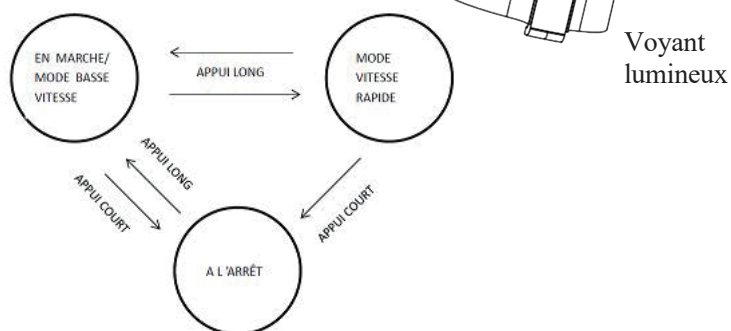 Voyant
lumineux
EN MARCHE/
MODE BASSE
VITESSE
APPUI LONG
MODE
VITESSE
RAPIDE
APPUI LONG
APPUI COURT
APPUI COURT
A L 'ARRÊT